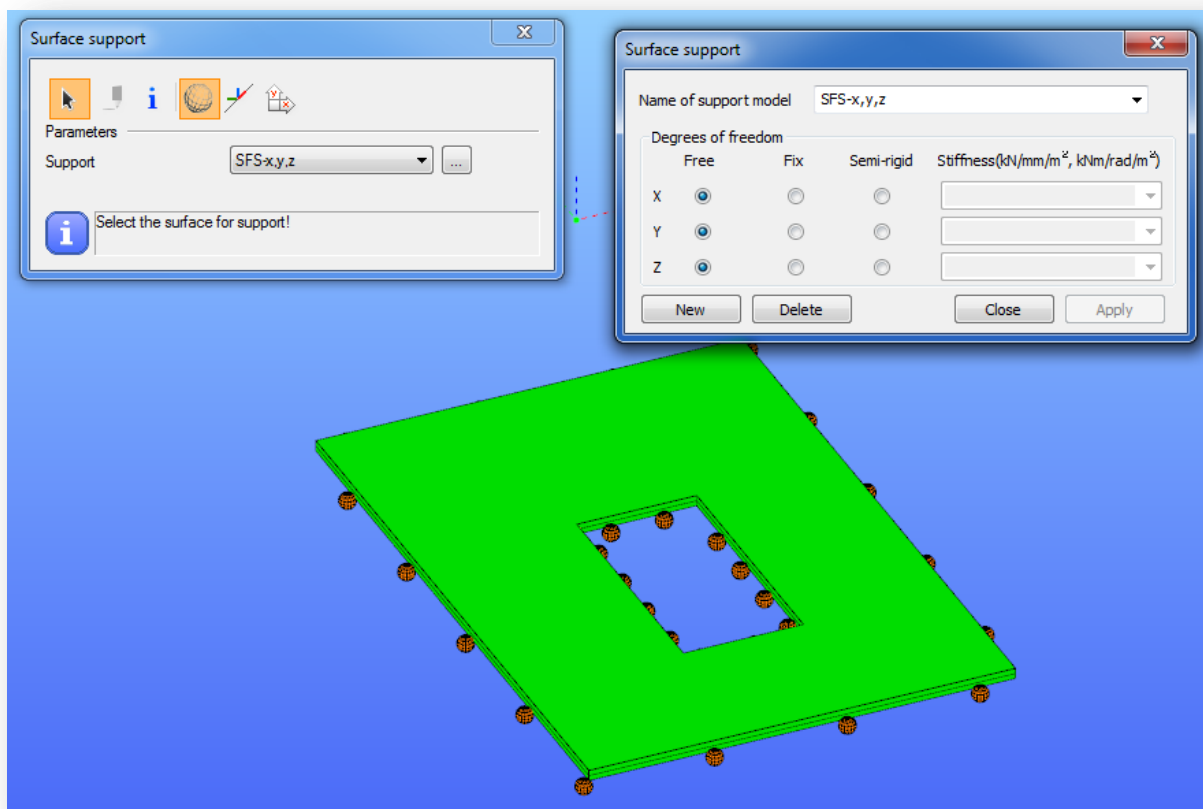 Surface support
Parameters
Support SFS-x,y,z ...
Select the surface for support!
Surface support
Name of support model SFS-x,y,z
Degrees of freedom
Free Fix Semi-rigid Stiffness(kN/mm/m², kNm/rad/m²)
X
Y
Z
New Delete Close Apply